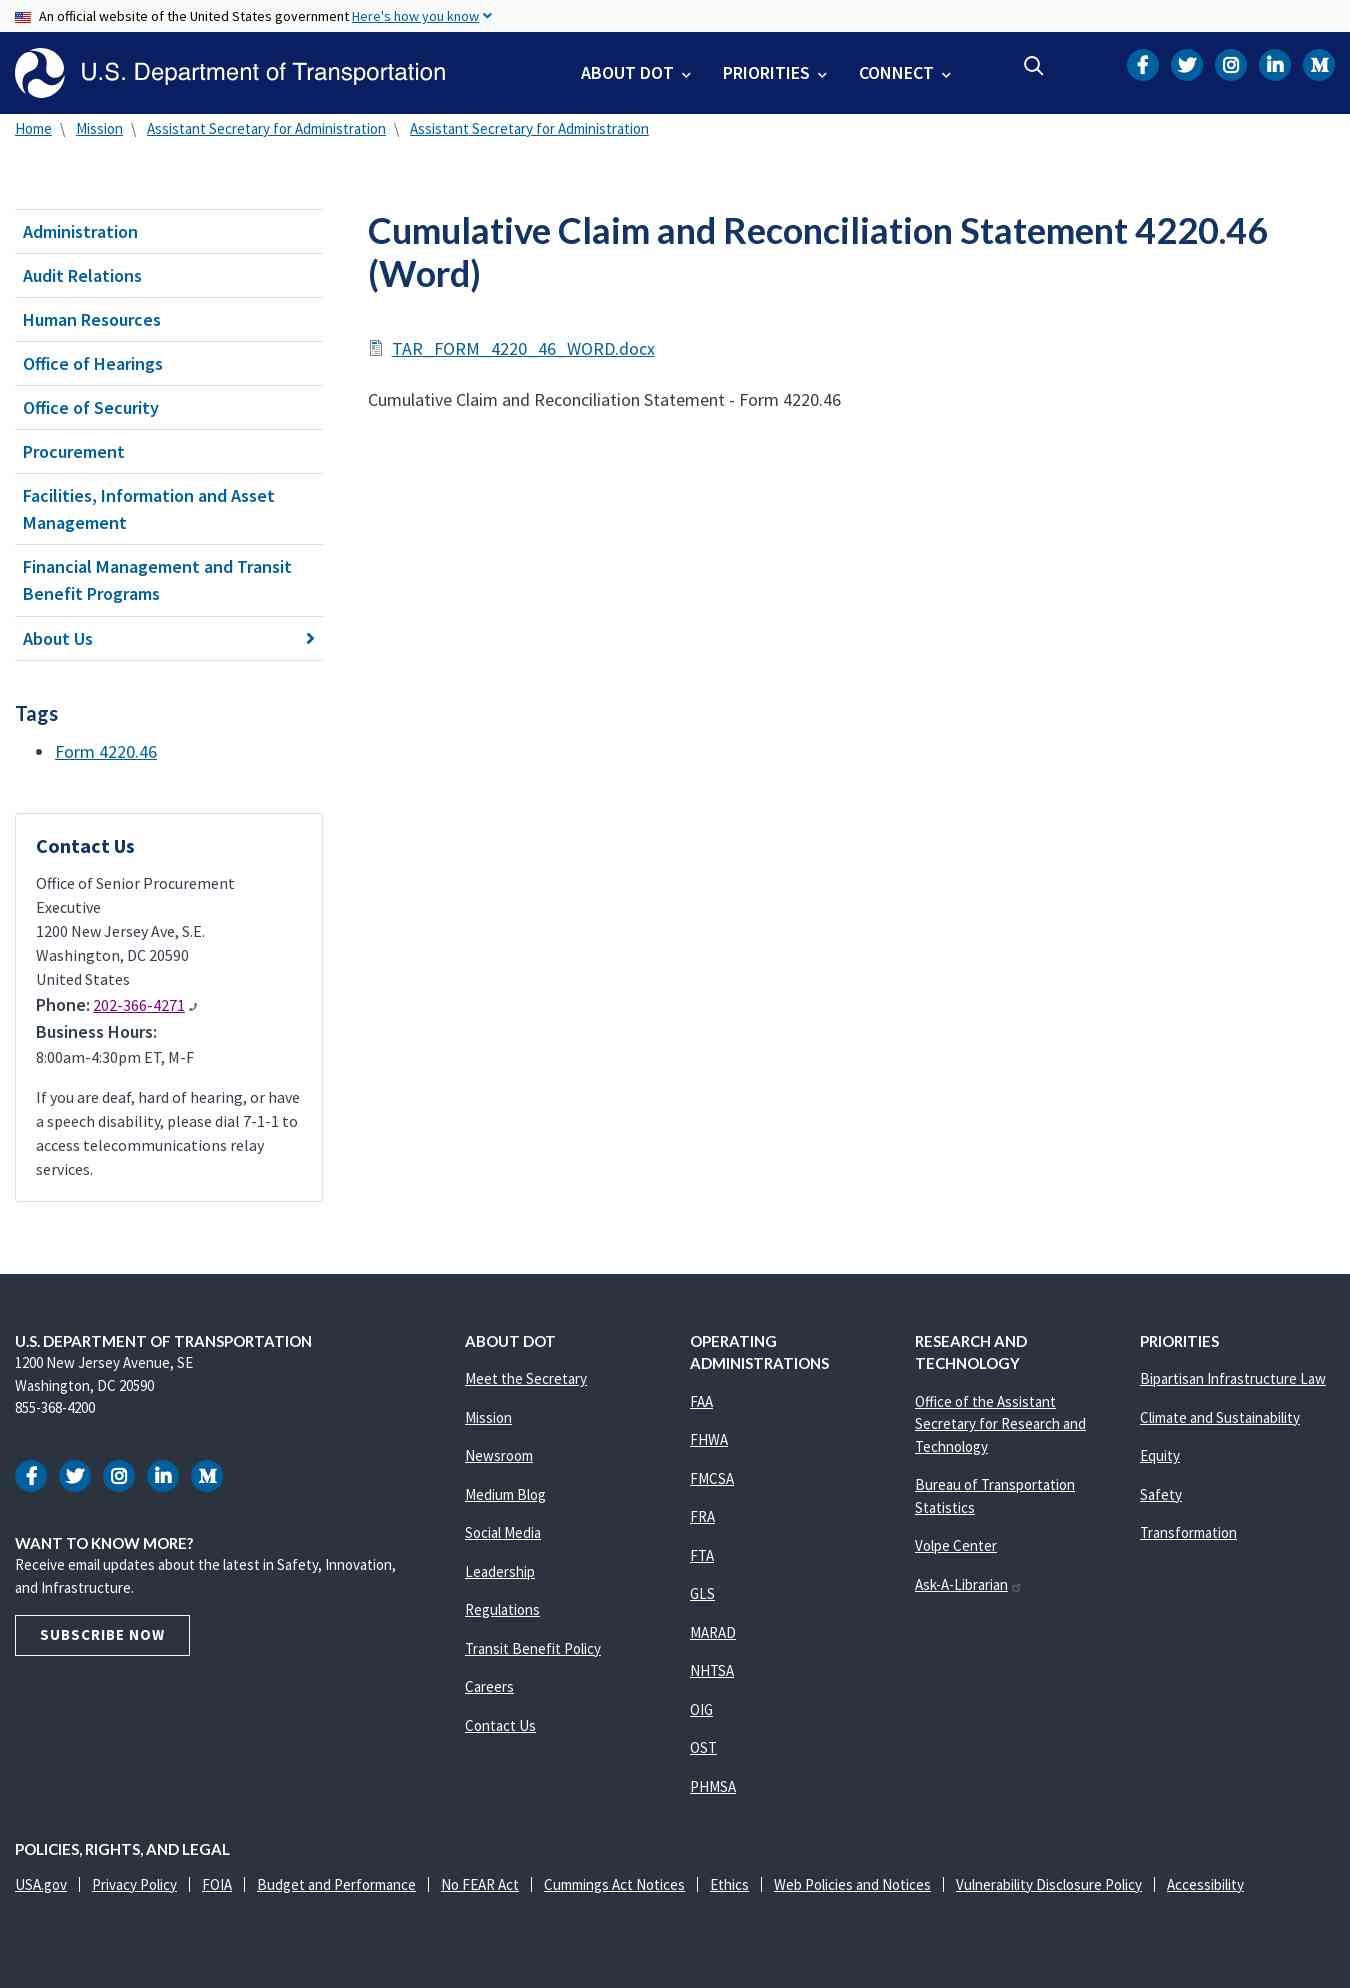 An official website of the United States government Here's how you know
U.S. Department of Transportation
ABOUT DOT
PRIORITIES
CONNECT
Home \ Mission \ Assistant Secretary for Administration \ Assistant Secretary for Administration
Administration
Audit Relations
Human Resources
Office of Hearings
Office of Security
Procurement
Facilities, Information and Asset
Management
Financial Management and Transit
Benefit Programs
About Us
Tags
Form 4220.46
Contact Us
Office of Senior Procurement
Executive
1200 New Jersey Ave, S.E.
Washington, DC 20590
United States
Phone: 202-366-4271
Business Hours:
8:00am-4:30pm ET, M-F
If you are deaf, hard of hearing, or have
a speech disability, please dial 7-1-1 to
access telecommunications relay
services.
Cumulative Claim and Reconciliation Statement 4220.46
(Word)
TAR_FORM_4220_46_WORD.docx
Cumulative Claim and Reconciliation Statement - Form 4220.46
U.S. DEPARTMENT OF TRANSPORTATION
1200 New Jersey Avenue, SE
Washington, DC 20590
855-368-4200
WANT TO KNOW MORE?
Receive email updates about the latest in Safety, Innovation,
and Infrastructure.
SUBSCRIBE NOW
ABOUT DOT
Meet the Secretary
Mission
Newsroom
Medium Blog
Social Media
Leadership
Regulations
Transit Benefit Policy
Careers
Contact Us
OPERATING
ADMINISTRATIONS
FAA
FHWA
FMCSA
FRA
FTA
GLS
MARAD
NHTSA
OIG
OST
PHMSA
RESEARCH AND
TECHNOLOGY
Office of the Assistant
Secretary for Research and
Technology
Bureau of Transportation
Statistics
Volpe Center
Ask-A-Librarian
PRIORITIES
Bipartisan Infrastructure Law
Climate and Sustainability
Equity
Safety
Transformation
POLICIES, RIGHTS, AND LEGAL
USA.gov | Privacy Policy | FOIA | Budget and Performance | No FEAR Act | Cummings Act Notices | Ethics | Web Policies and Notices | Vulnerability Disclosure Policy | Accessibility